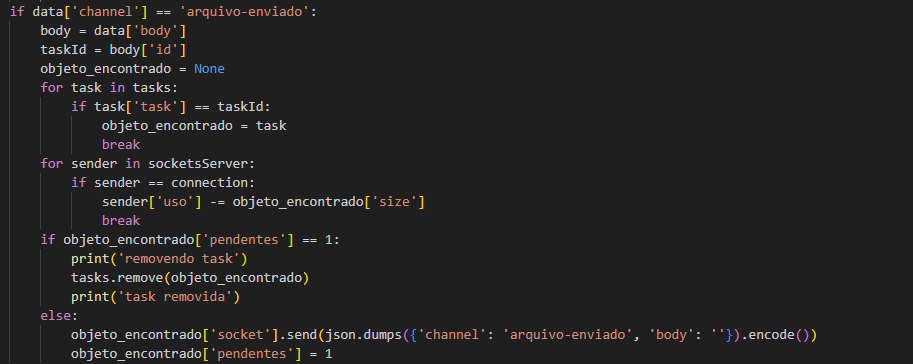 if data['channel'] == 'arquivo-enviado':
    body = data['body']
    taskId = body['id']
    objeto_encontrado = None
    for task in tasks:
        if task['task'] == taskId:
            objeto_encontrado = task
            break
    for sender in socketsServer:
        if sender == connection:
            sender['uso'] -= objeto_encontrado['size']
            break
    if objeto_encontrado['pendentes'] == 1:
        print('removendo task')
        tasks.remove(objeto_encontrado)
        print('task removida')
    else:
        objeto_encontrado['socket'].send(json.dumps({'channel': 'arquivo-enviado', 'body': ''}).encode())
        objeto_encontrado['pendentes'] = 1